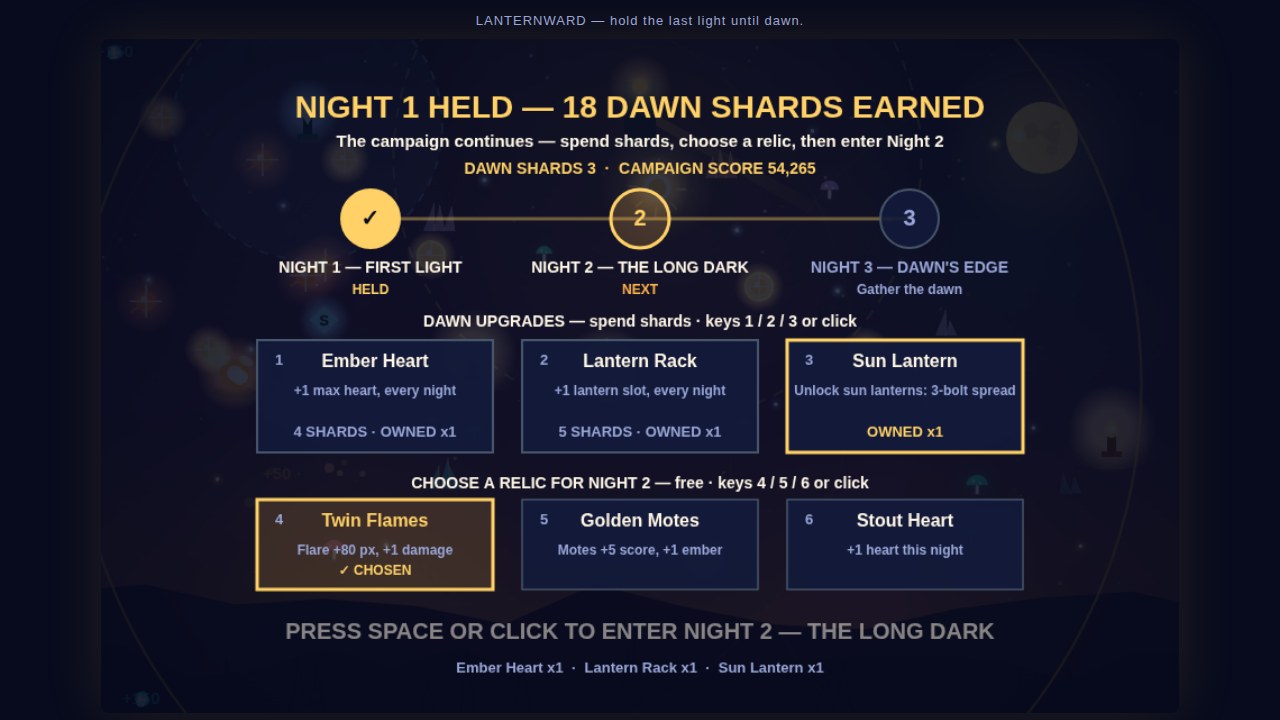 LANTERNWARD — hold the last light until dawn.
NIGHT 1 HELD — 18 DAWN SHARDS EARNED
The campaign continues — spend shards, choose a relic, then enter Night 2
DAWN SHARDS 3 · CAMPAIGN SCORE 54,265
✓ 2 3
NIGHT 1 — FIRST LIGHT NIGHT 2 — THE LONG DARK NIGHT 3 — DAWN'S EDGE
HELD NEXT Gather the dawn
S
DAWN UPGRADES — spend shards · keys 1 / 2 / 3 or click
1 Ember Heart 2 Lantern Rack 3 Sun Lantern
+1 max heart, every night +1 lantern slot, every night Unlock sun lanterns: 3-bolt spread
4 SHARDS · OWNED x1 5 SHARDS · OWNED x1 OWNED x1
+50
CHOOSE A RELIC FOR NIGHT 2 — free · keys 4 / 5 / 6 or click
4 Twin Flames 5 Golden Motes 6 Stout Heart
Flare +80 px, +1 damage Motes +5 score, +1 ember +1 heart this night
✓ CHOSEN
PRESS SPACE OR CLICK TO ENTER NIGHT 2 — THE LONG DARK
Ember Heart x1 · Lantern Rack x1 · Sun Lantern x1